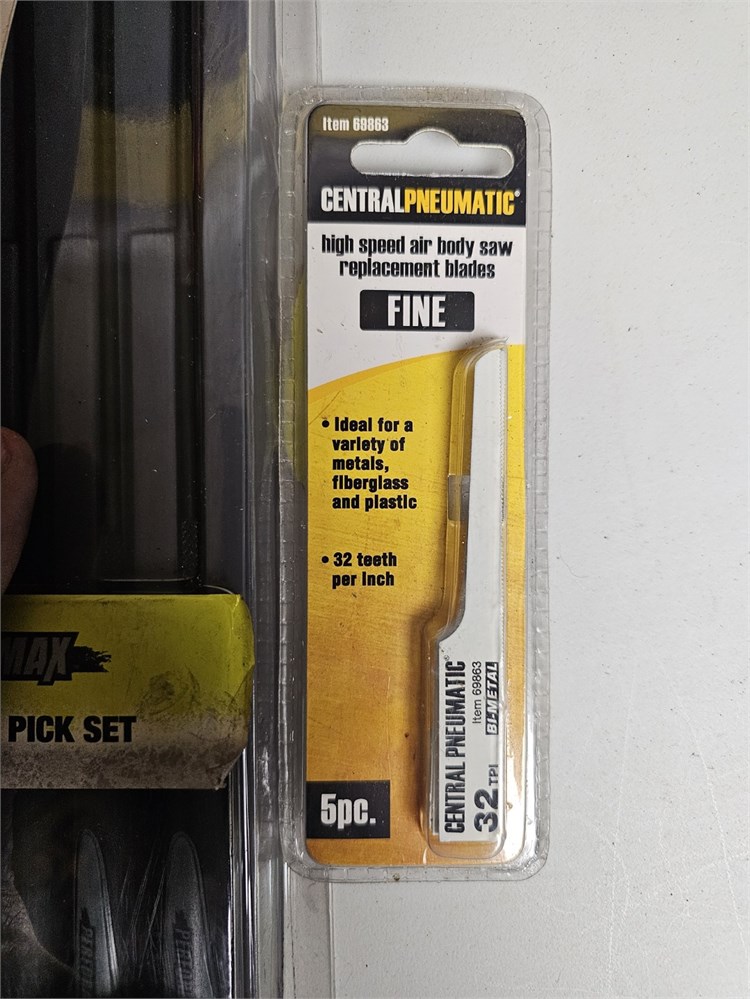 Item 69863
CENTRALPNEUMATIC®
high speed air body saw
replacement blades
FINE
• Ideal for a
variety of
metals,
fiberglass
and plastic
• 32 teeth
per inch
5pc.
CENTRAL PNEUMATIC®
Item 69863
32 TPI
BI-METAL
MAX
PICK SET